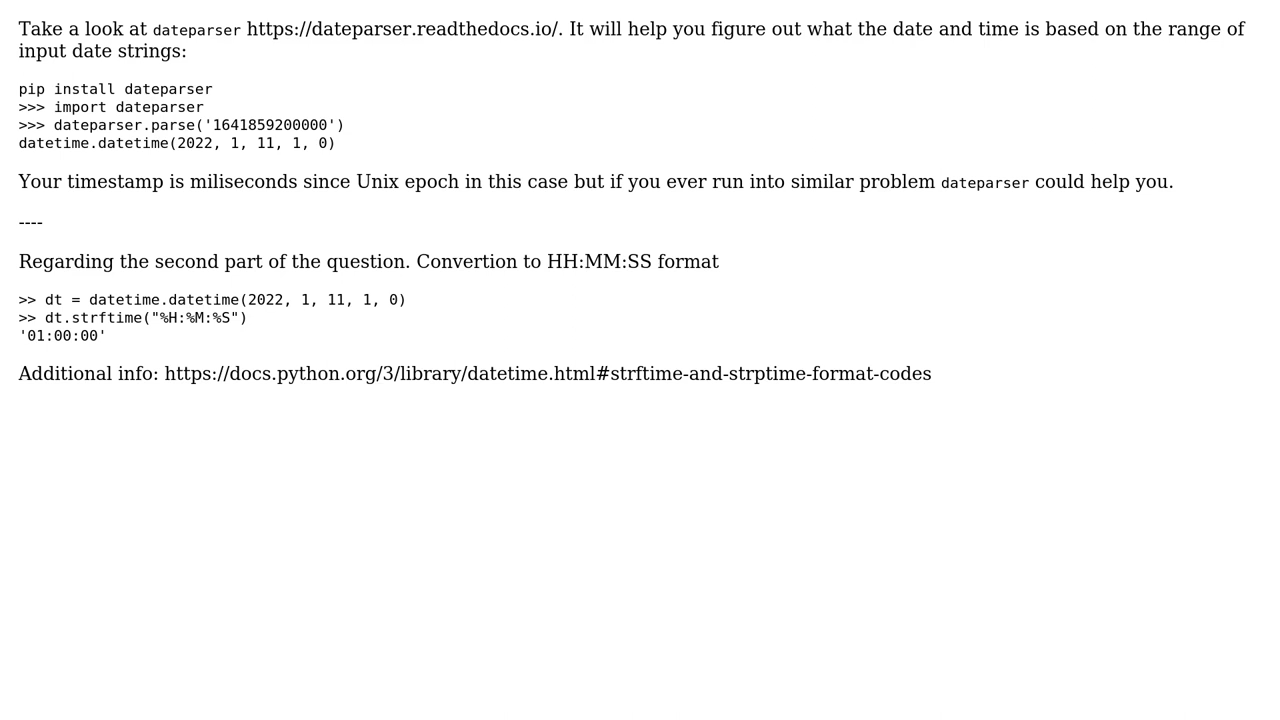 Take a look at dateparser https://dateparser.readthedocs.io/. It will help you figure out what the date and time is based on the range of
input date strings:
pip install dateparser
>>> import dateparser
>>> dateparser.parse('1641859200000')
datetime.datetime(2022, 1, 11, 1, 0)
Your timestamp is miliseconds since Unix epoch in this case but if you ever run into similar problem dateparser could help you.
----
Regarding the second part of the question. Convertion to HH:MM:SS format
>> dt = datetime.datetime(2022, 1, 11, 1, 0)
>> dt.strftime("%H:%M:%S")
'01:00:00'
Additional info: https://docs.python.org/3/library/datetime.html#strftime-and-strptime-format-codes